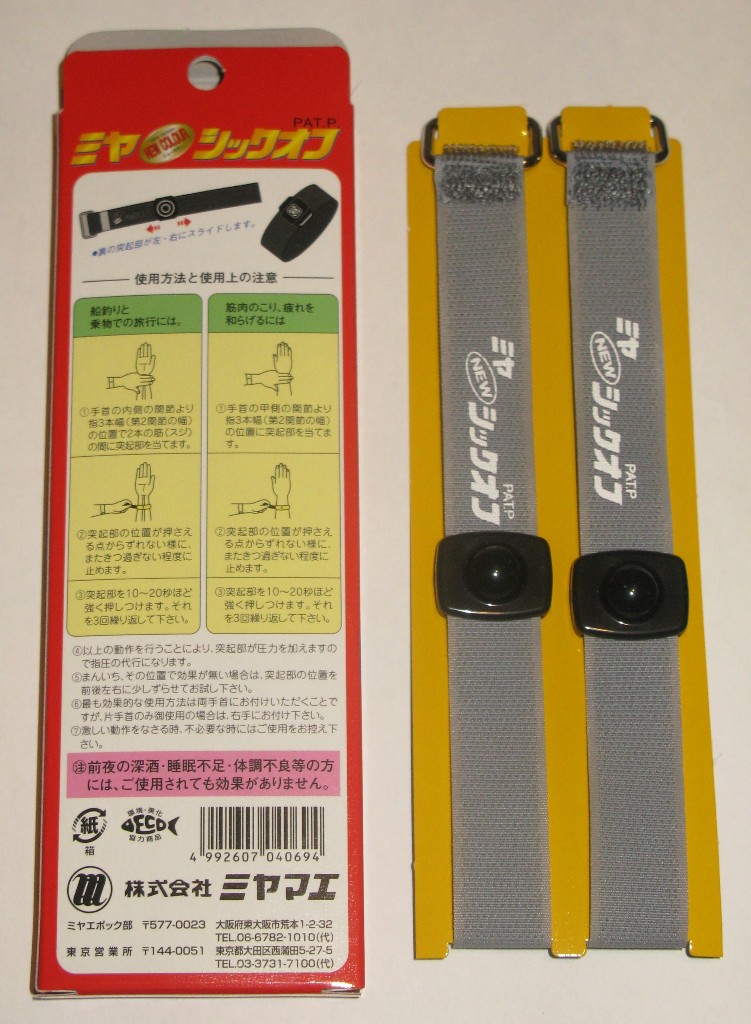 PAT.P
ミヤ NEW COLOUR シックオフ
●裏の突起部が左・右にスライドします。
使用方法と使用上の注意
船釣りと
乗物での旅行には。
①手首の内側の関節より
指3本幅(第2関節の幅)
の位置で2本の筋(スジ)
の間に突起部を当てます。
②突起部の位置が押さえ
る点からずれない様に、
またきつ過ぎない程度に
止めます。
③突起部を10〜20秒ほど
強く押しつけます。それ
を3回繰り返して下さい。
筋肉のこり、疲れを
和らげるには
①手首の甲側の関節より
指3本幅(第2関節の幅)
の位置に突起部を当てま
す。
②突起部の位置が押さえ
る点からずれない様に、
またきつ過ぎない程度に
止めます。
③突起部を10〜20秒ほど
強く押しつけます。それ
を3回繰り返して下さい。
④以上の動作を行うことにより、突起部が圧力を加えますので
指圧の代行になります。
⑤まんいち、その位置で効果が無い場合は、突起部の位置を
前後左右に少しずらせてお試し下さい。
⑥最も効果的な使用方法は両手首にお付けいただくことで
すが、片手首のみ御使用の場合は、右手にお付け下さい。
⑦激しい動作をなさる時、不必要な時にはご使用をお控え下
さい。
注前夜の深酒・睡眠不足・体調不良等の方
には、ご使用されても効果がありません。
紙
箱
環境・美化
DECO
協力商品
4 992607 040694
m 株式会社 ミヤマエ
ミヤエポック部 〒577-0023 大阪府東大阪市荒本1-2-32
TEL.06-6782-1010(代)
東京営業所 〒144-0051 東京都大田区西蒲田5-27-5
TEL.03-3731-7100(代)
ミヤ NEW シックオフ
PAT.P
ミヤ NEW シックオフ
PAT.P